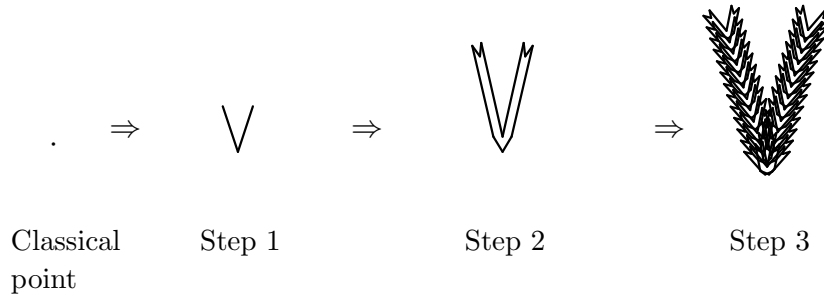 ⇒ ⇒ ⇒
Classical point
Step 1
Step 2
Step 3